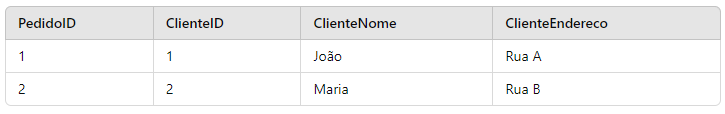 PedidoID ClienteID ClienteNome ClienteEndereco
1 1 João Rua A
2 2 Maria Rua B